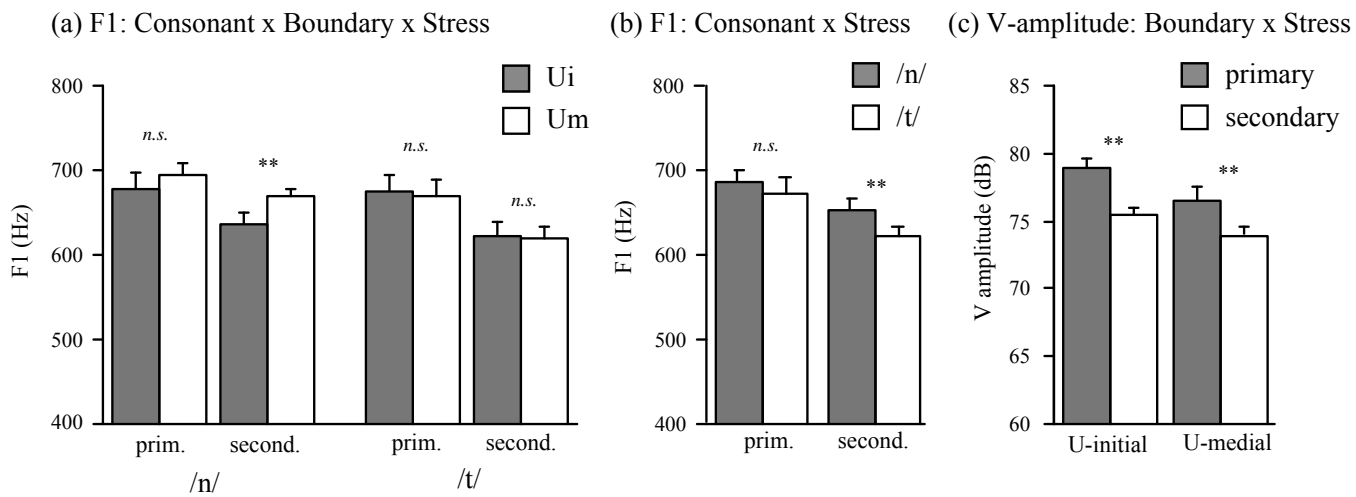 (a) F1: Consonant x Boundary x Stress
800
700
600
500
400
F1 (Hz)
Ui
Um
n.s.
**
n.s.
n.s.
prim.
second.
prim.
second.
/n/
/t/
(b) F1: Consonant x Stress
800
700
600
500
400
F1 (Hz)
/n/
/t/
n.s.
**
prim.
second.
(c) V-amplitude: Boundary x Stress
85
80
75
70
65
60
V amplitude (dB)
primary
secondary
**
**
U-initial
U-medial